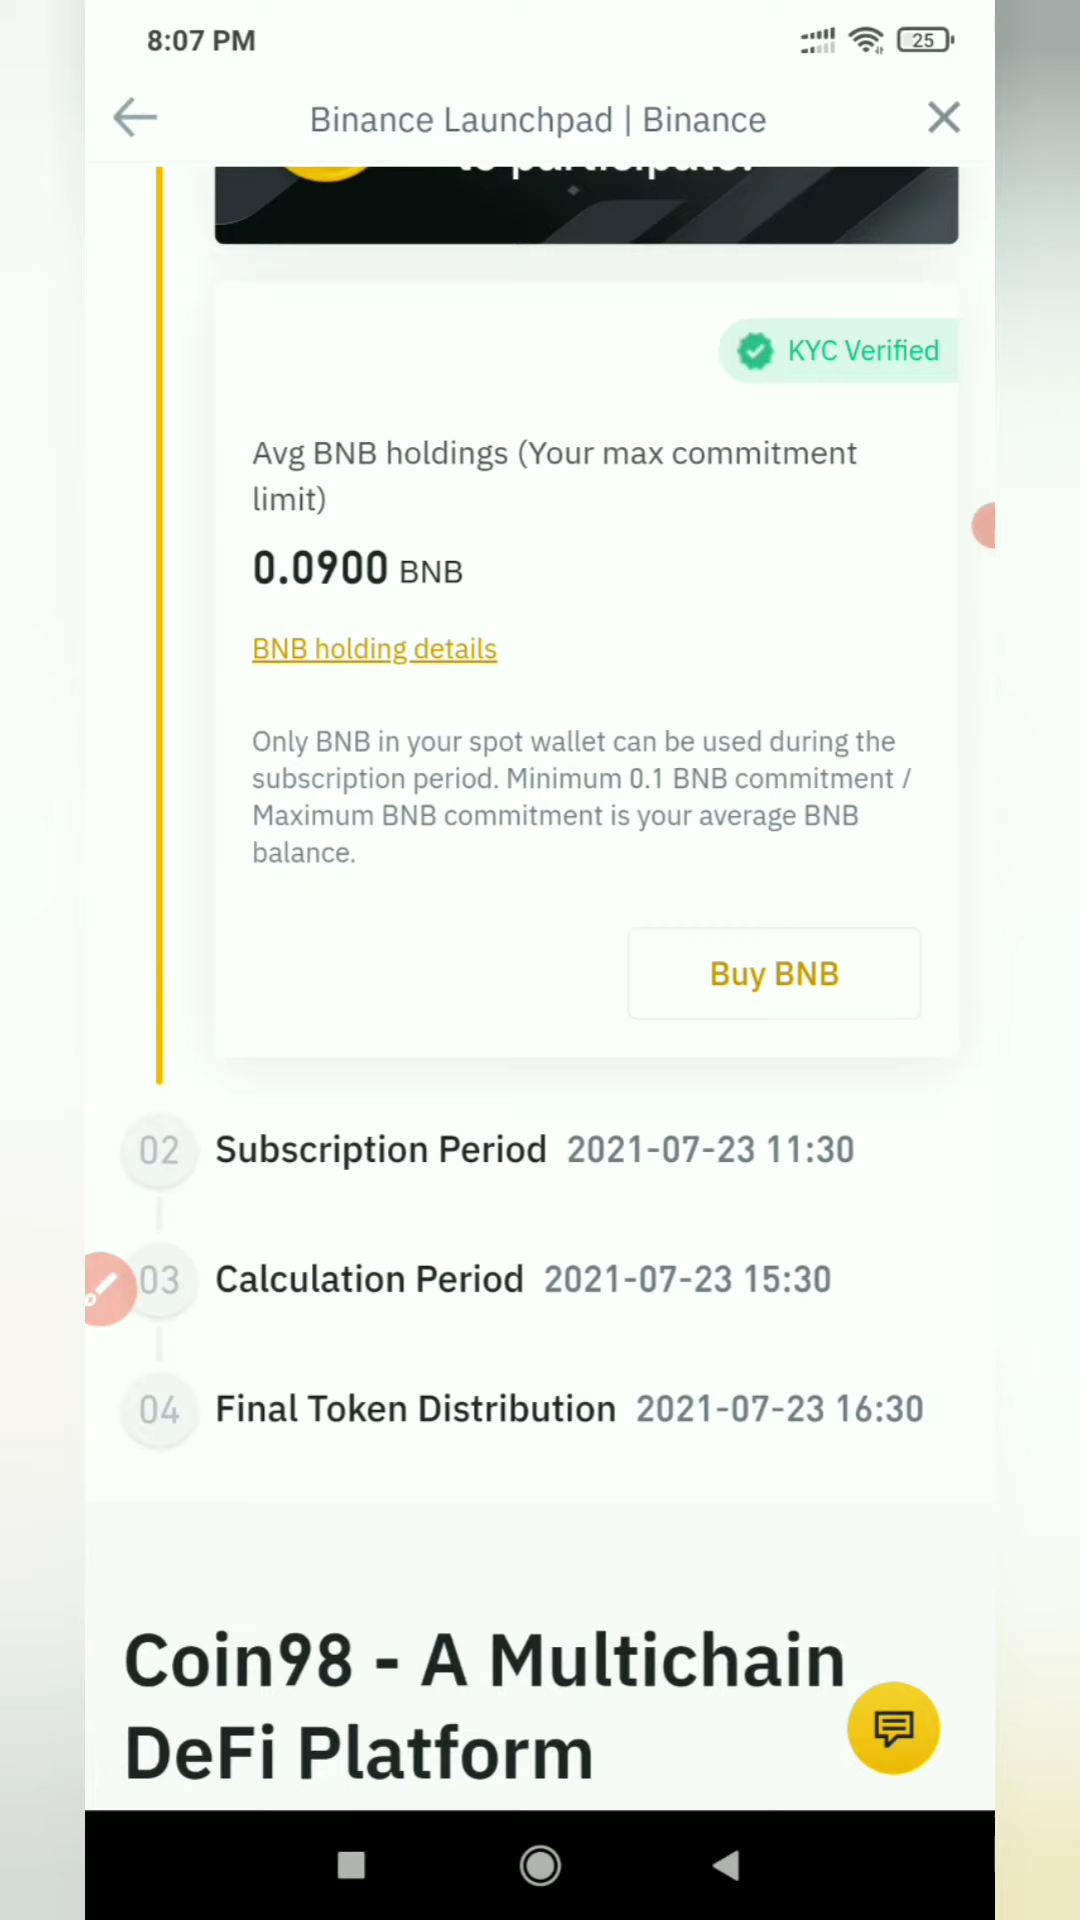 8:07 PM
25
Binance Launchpad | Binance
to participate.
KYC Verified
Avg BNB holdings (Your max commitment
limit)
0.0900 BNB
BNB holding details
Only BNB in your spot wallet can be used during the
subscription period. Minimum 0.1 BNB commitment /
Maximum BNB commitment is your average BNB
balance.
Buy BNB
02 Subscription Period 2021-07-23 11:30
03 Calculation Period 2021-07-23 15:30
04 Final Token Distribution 2021-07-23 16:30
Coin98 - A Multichain
DeFi Platform